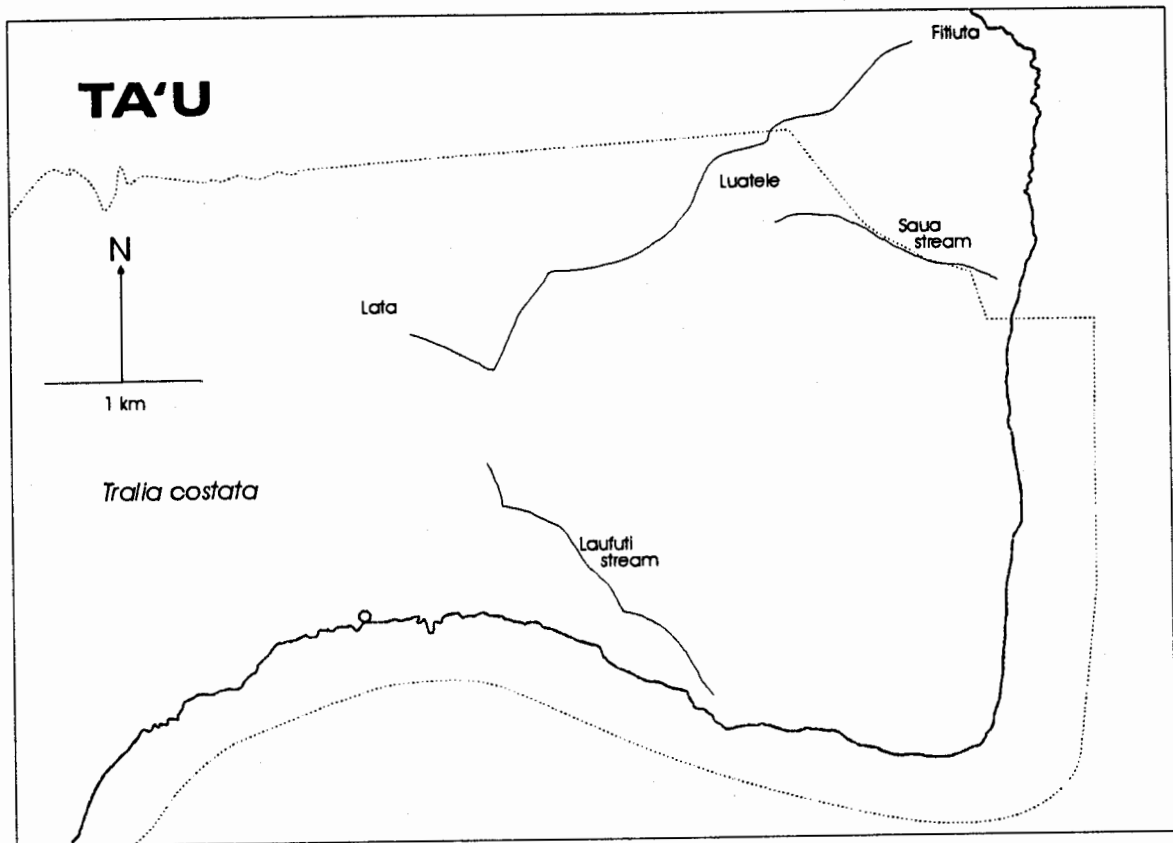 Fitiuta
TA‘U
Luatele
Saua
stream
N
Lata
1 km
Tralia costata
Laufuti
stream